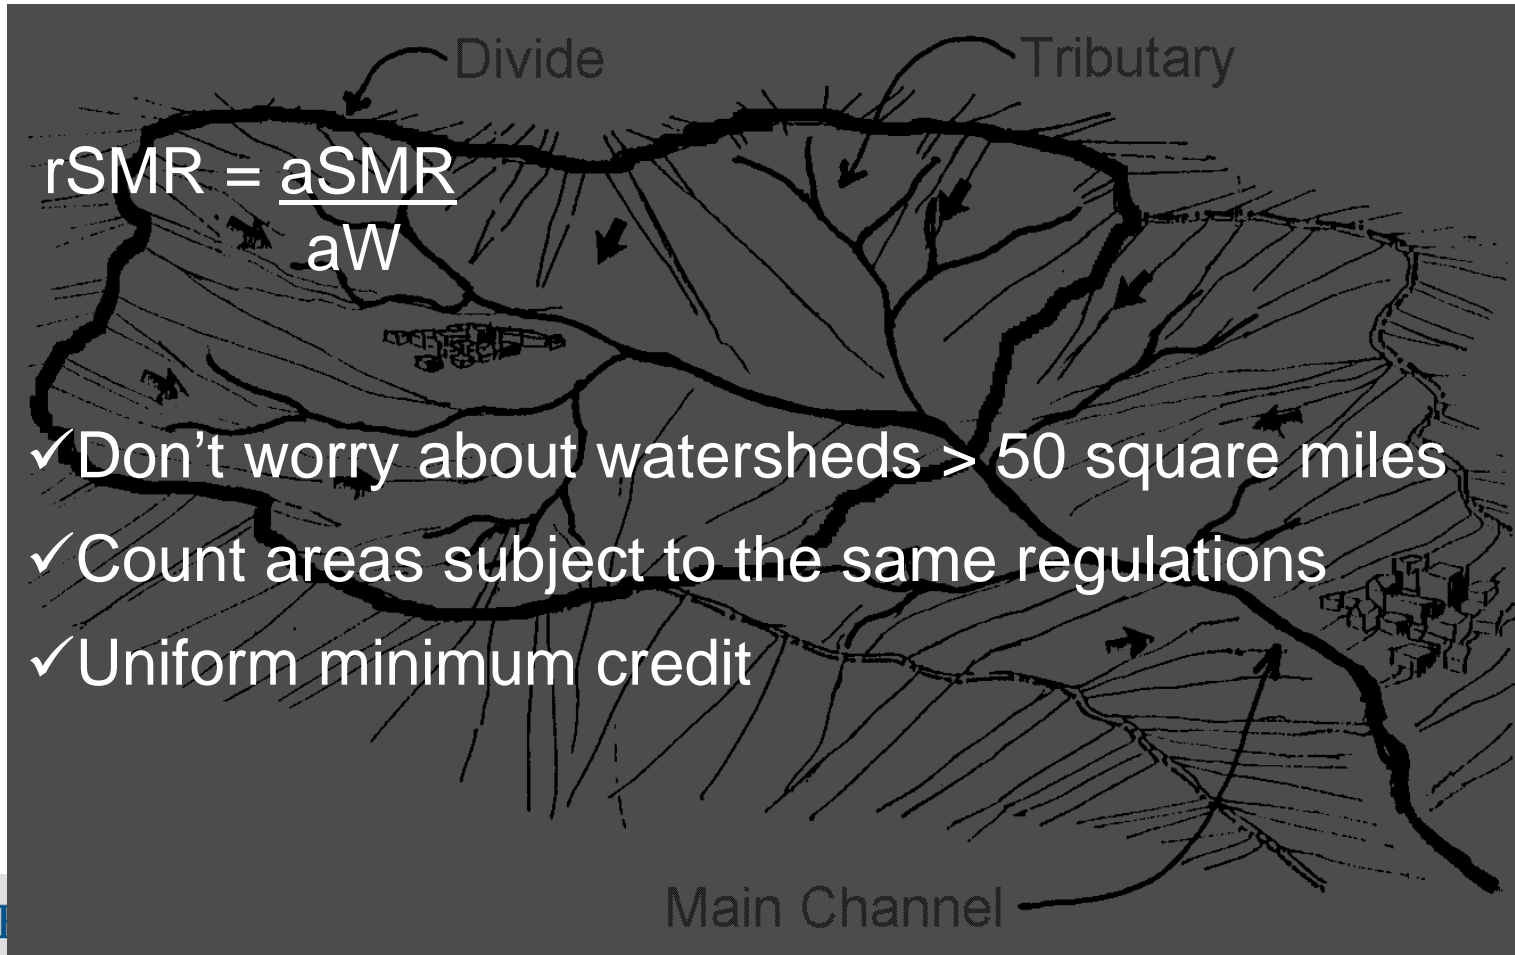 Divide
Tributary
rSMR = aSMR
aW
✓Don’t worry about watersheds > 50 square miles
✓Count areas subject to the same regulations
✓Uniform minimum credit
Main Channel